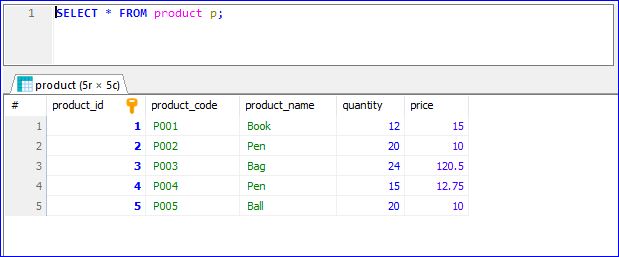 1 SELECT * FROM product p;
product (5r × 5c)
# product_id product_code product_name quantity price
1 1 P001 Book 12 15
2 2 P002 Pen 20 10
3 3 P003 Bag 24 120.5
4 4 P004 Pen 15 12.75
5 5 P005 Ball 20 10